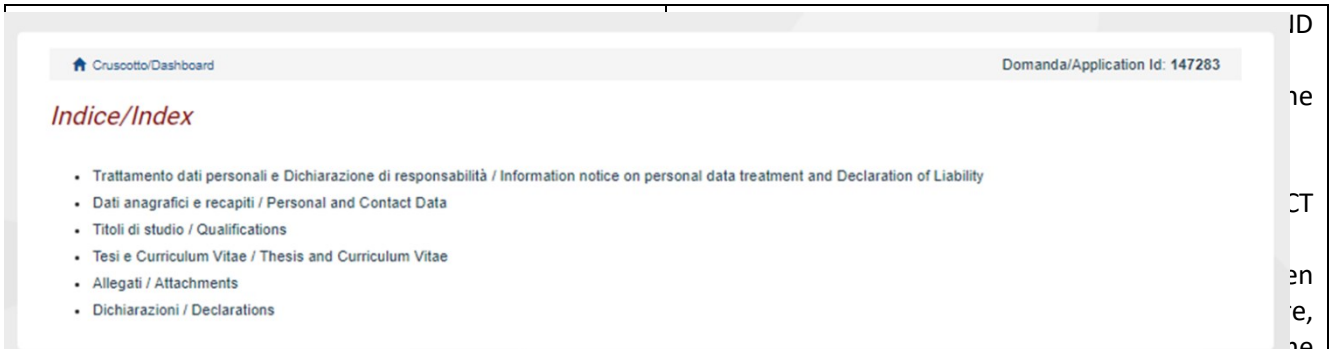 Cruscotto/Dashboard
Domanda/Application Id: 147283
Indice/Index
• Trattamento dati personali e Dichiarazione di responsabilità / Information notice on personal data treatment and Declaration of Liability
• Dati anagrafici e recapiti / Personal and Contact Data
• Titoli di studio / Qualifications
• Tesi e Curriculum Vitae / Thesis and Curriculum Vitae
• Allegati / Attachments
• Dichiarazioni / Declarations